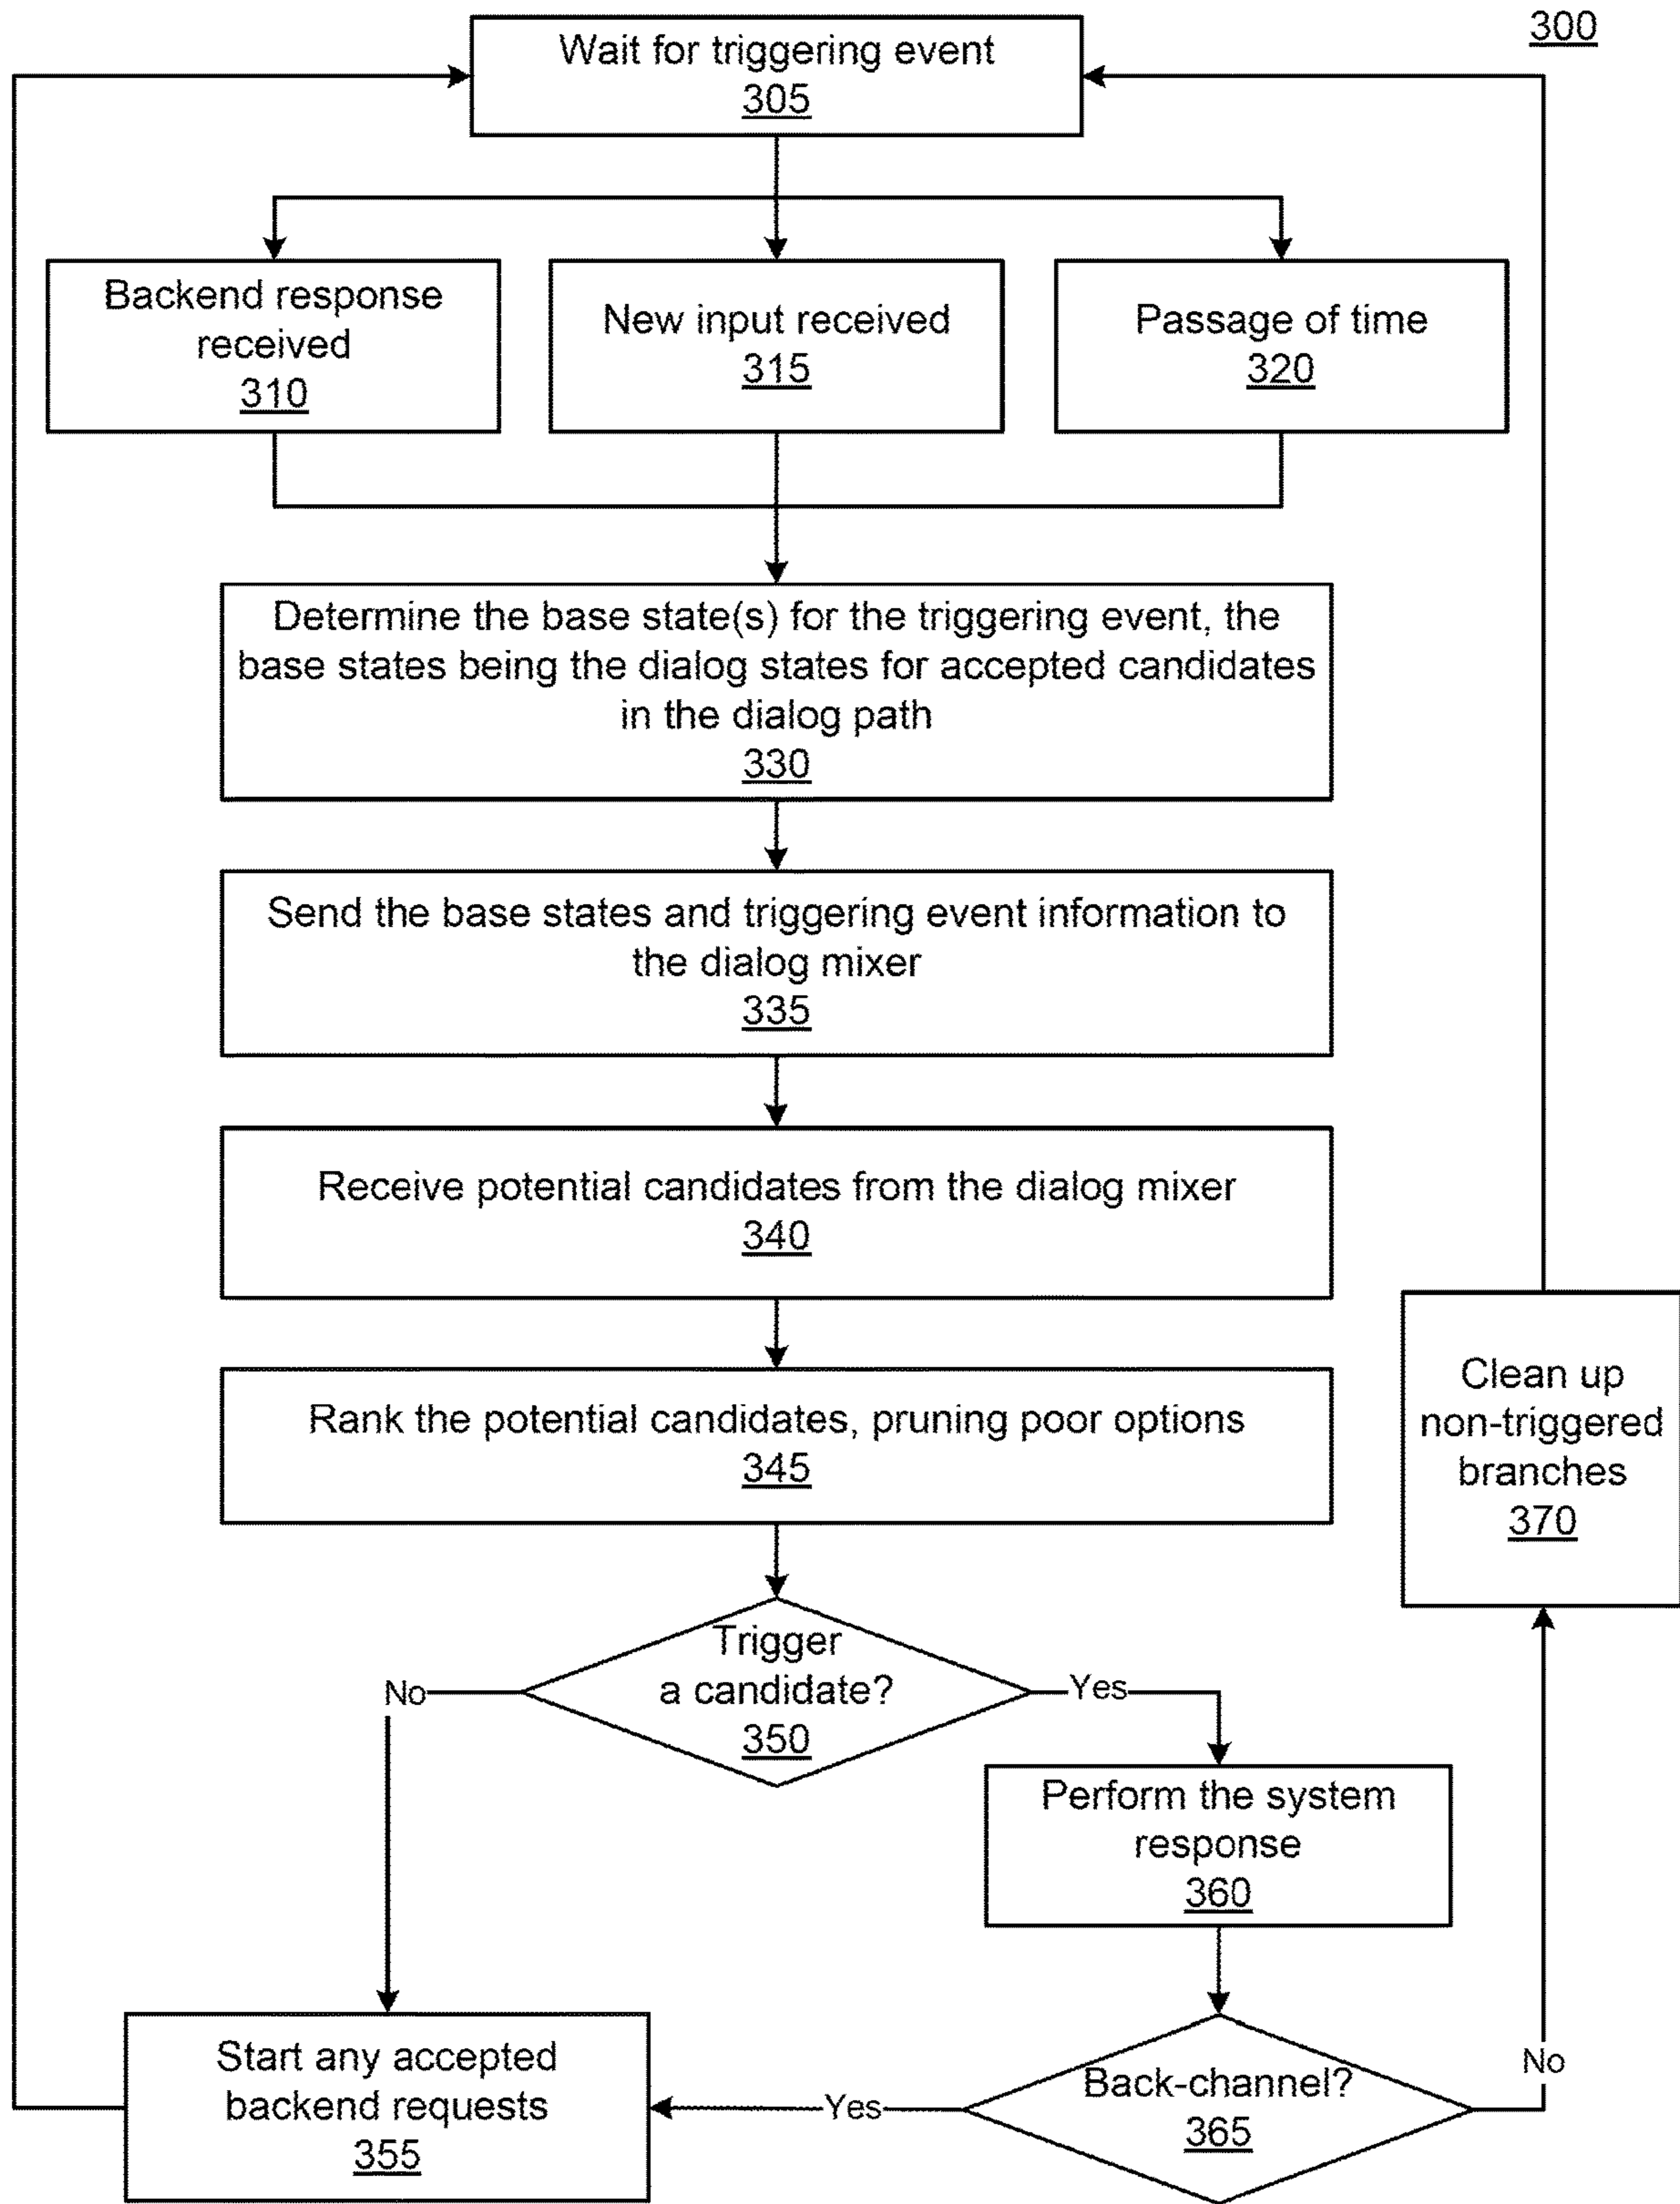 300
Wait for triggering event
305
Backend response
received
310
New input received
315
Passage of time
320
Determine the base state(s) for the triggering event, the
base states being the dialog states for accepted candidates
in the dialog path
330
Send the base states and triggering event information to
the dialog mixer
335
Receive potential candidates from the dialog mixer
340
Rank the potential candidates, pruning poor options
345
Clean up
non-triggered
branches
370
Trigger
a candidate?
350
No
Yes
Perform the system
response
360
Start any accepted
backend requests
355
Yes
Back-channel?
365
No